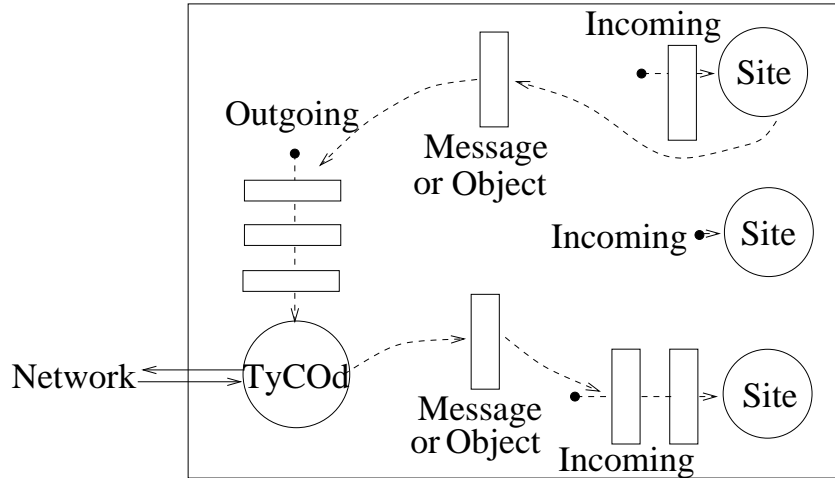 Incoming
Site
Outgoing
Message
or Object
Incoming
Site
Network
TyCOd
Message
or Object
Site
Incoming